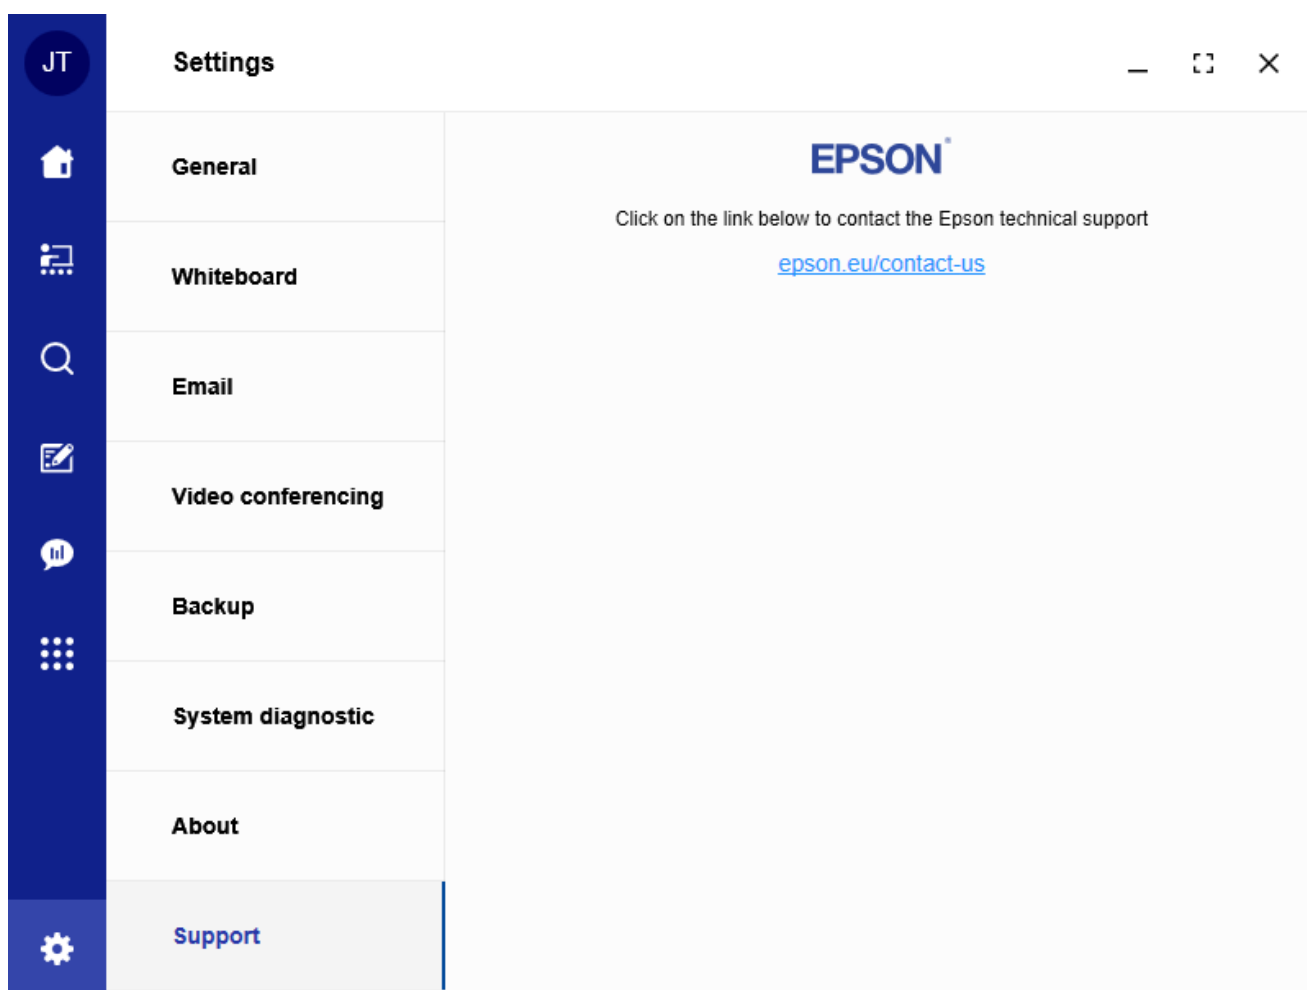 JT
Settings
General
Whiteboard
Email
Video conferencing
Backup
System diagnostic
About
Support
EPSON
Click on the link below to contact the Epson technical support
epson.eu/contact-us